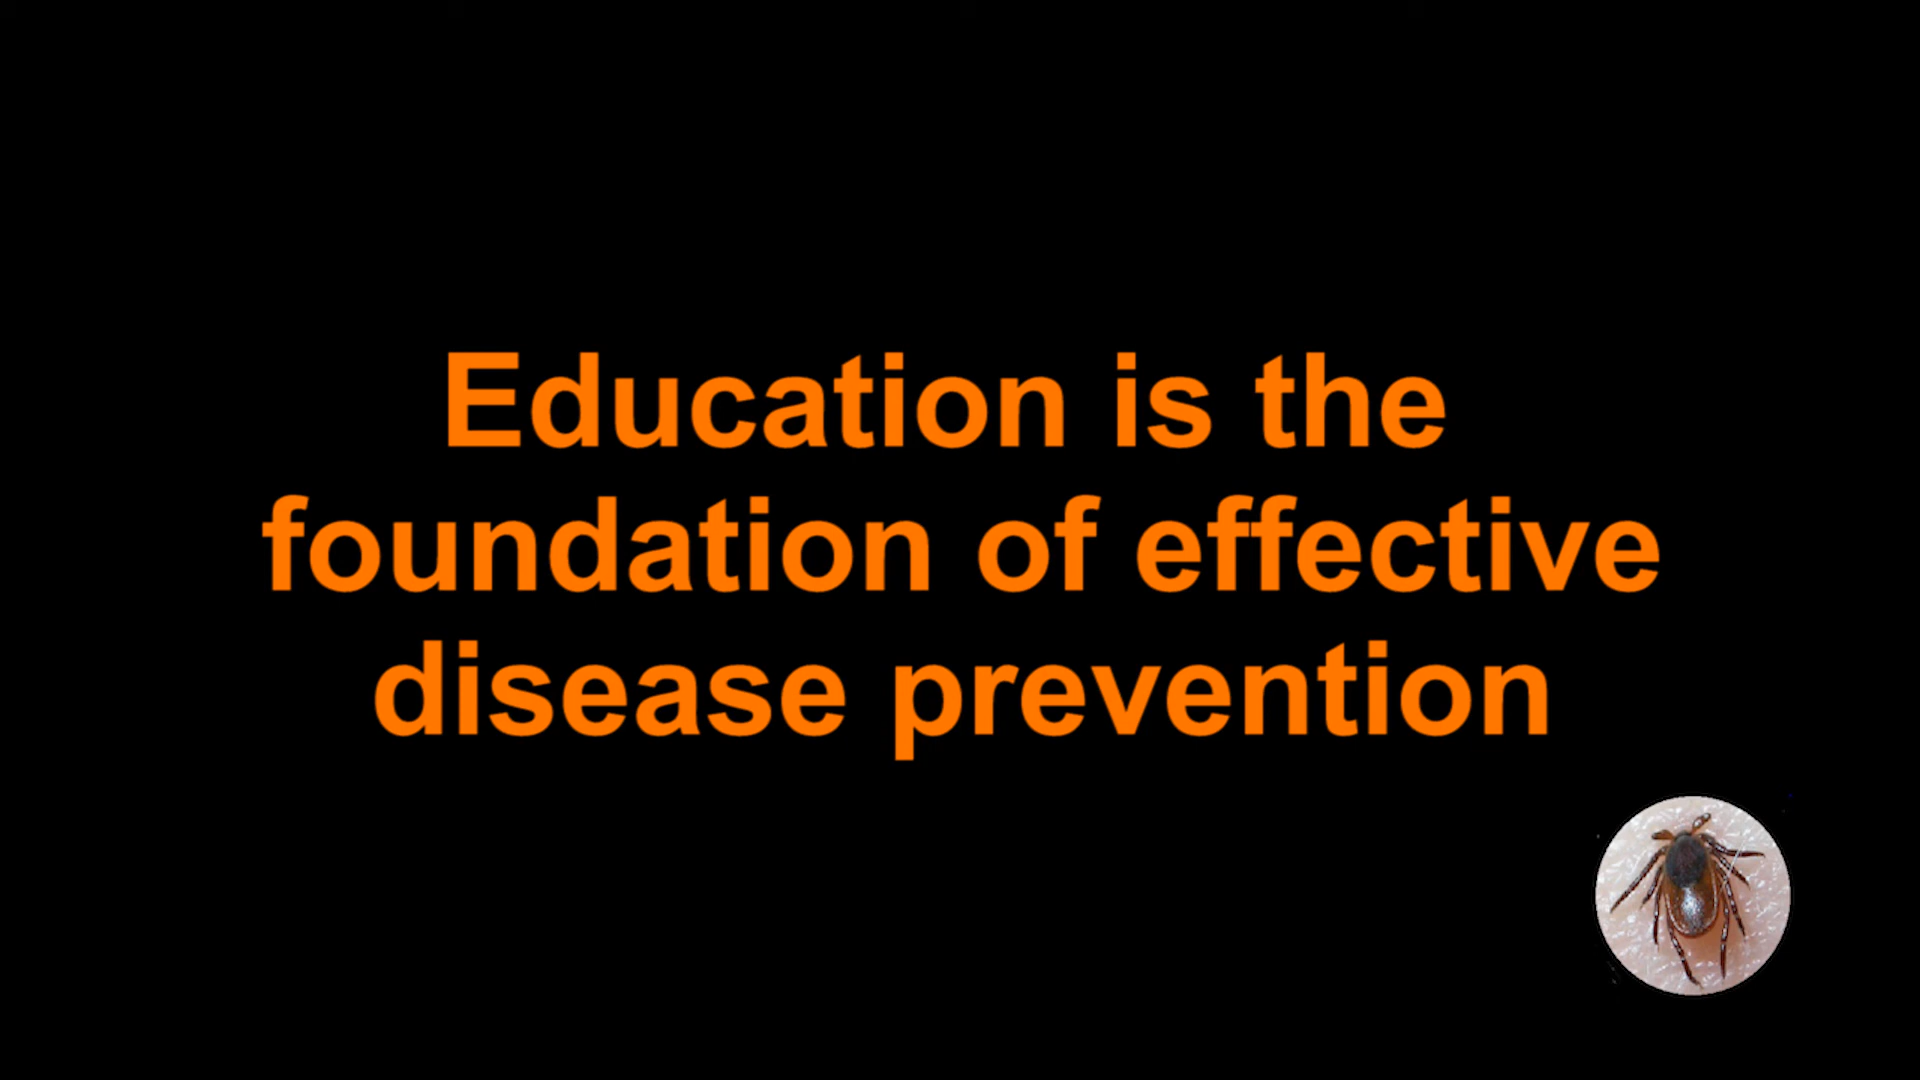 Education is the
foundation of effective
disease prevention